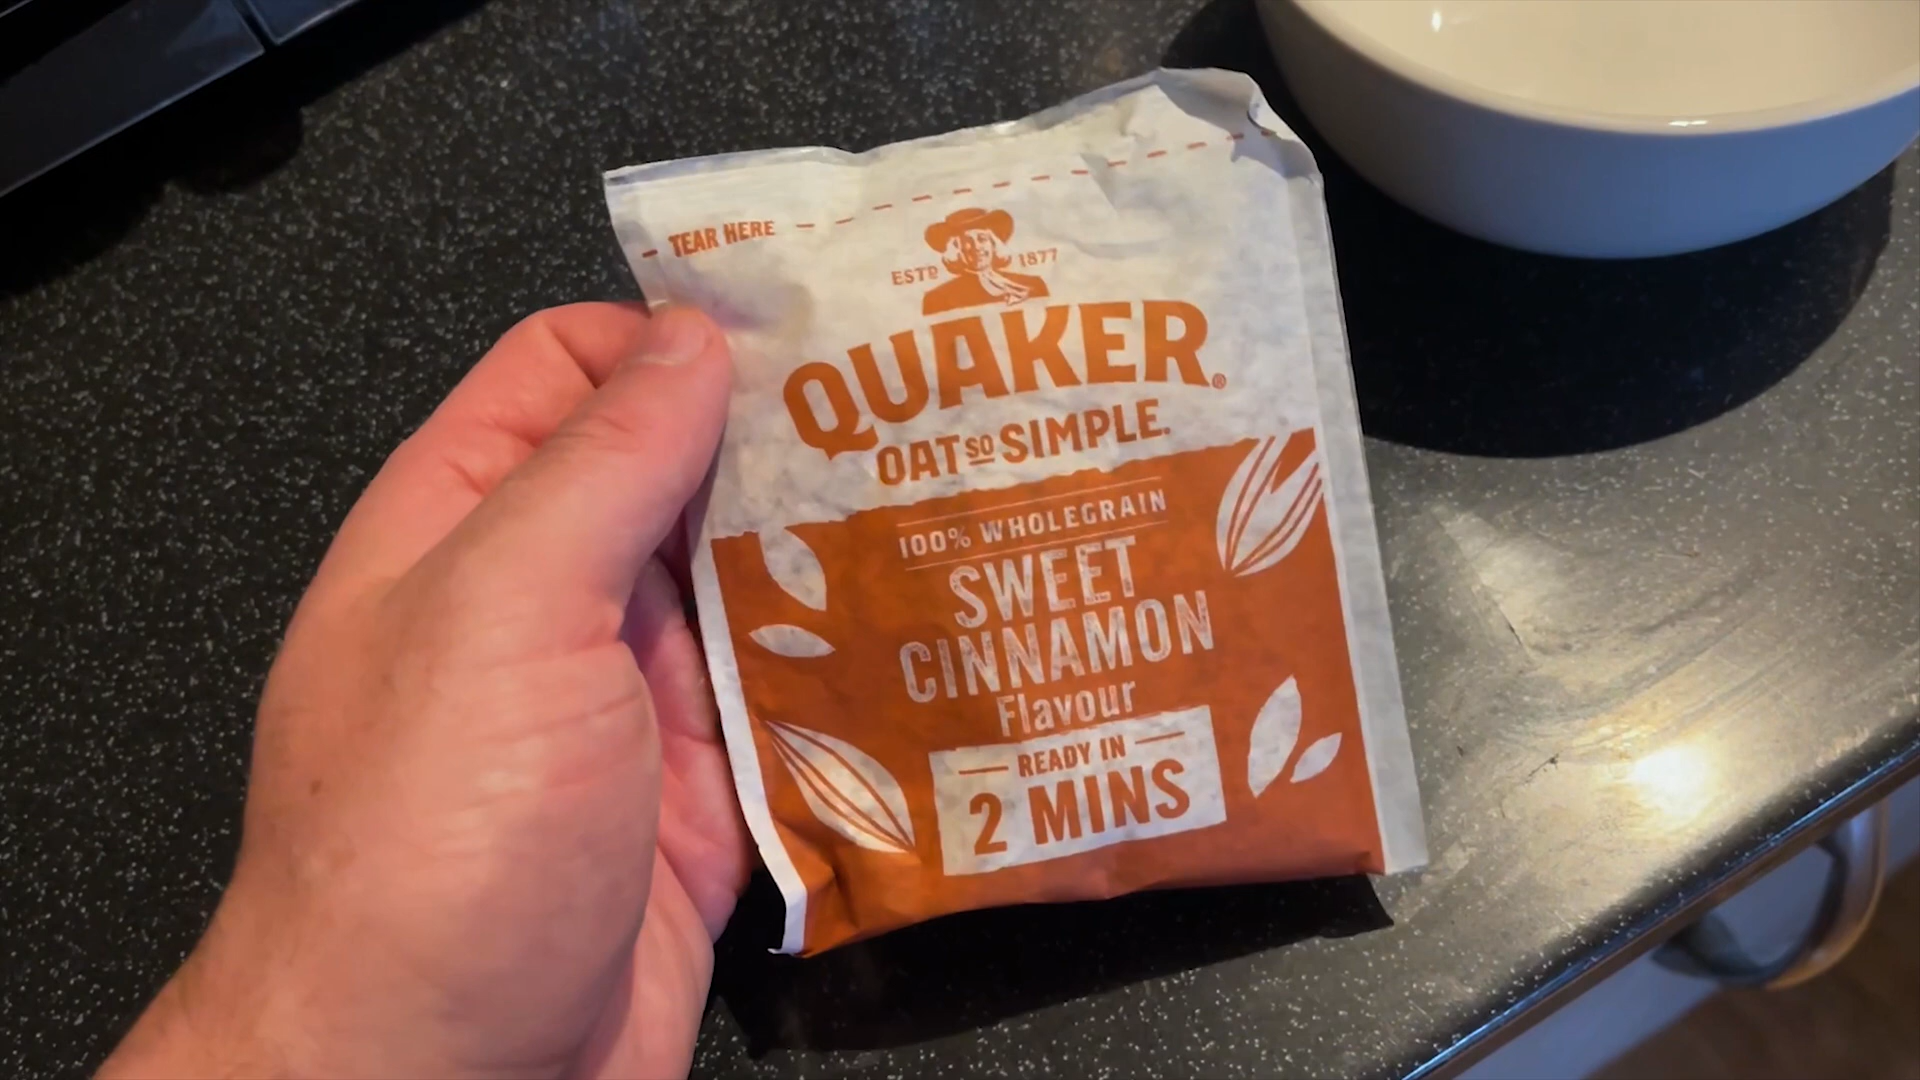 TEAR HERE
ESTD 1877
QUAKER®
OAT SO SIMPLE.
100% WHOLEGRAIN
SWEET
CINNAMON
Flavour
READY IN
2 MINS